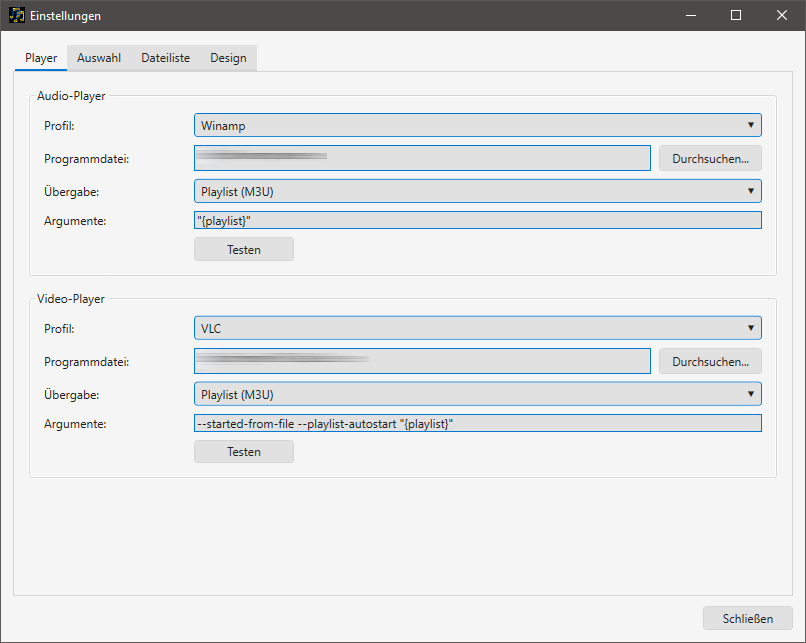 Einstellungen
Player Auswahl Dateiliste Design
Audio-Player
Profil: Winamp
Programmdatei: Durchsuchen...
Übergabe: Playlist (M3U)
Argumente: "{playlist}"
Testen
Video-Player
Profil: VLC
Programmdatei: Durchsuchen...
Übergabe: Playlist (M3U)
Argumente: --started-from-file --playlist-autostart "{playlist}"
Testen
Schließen